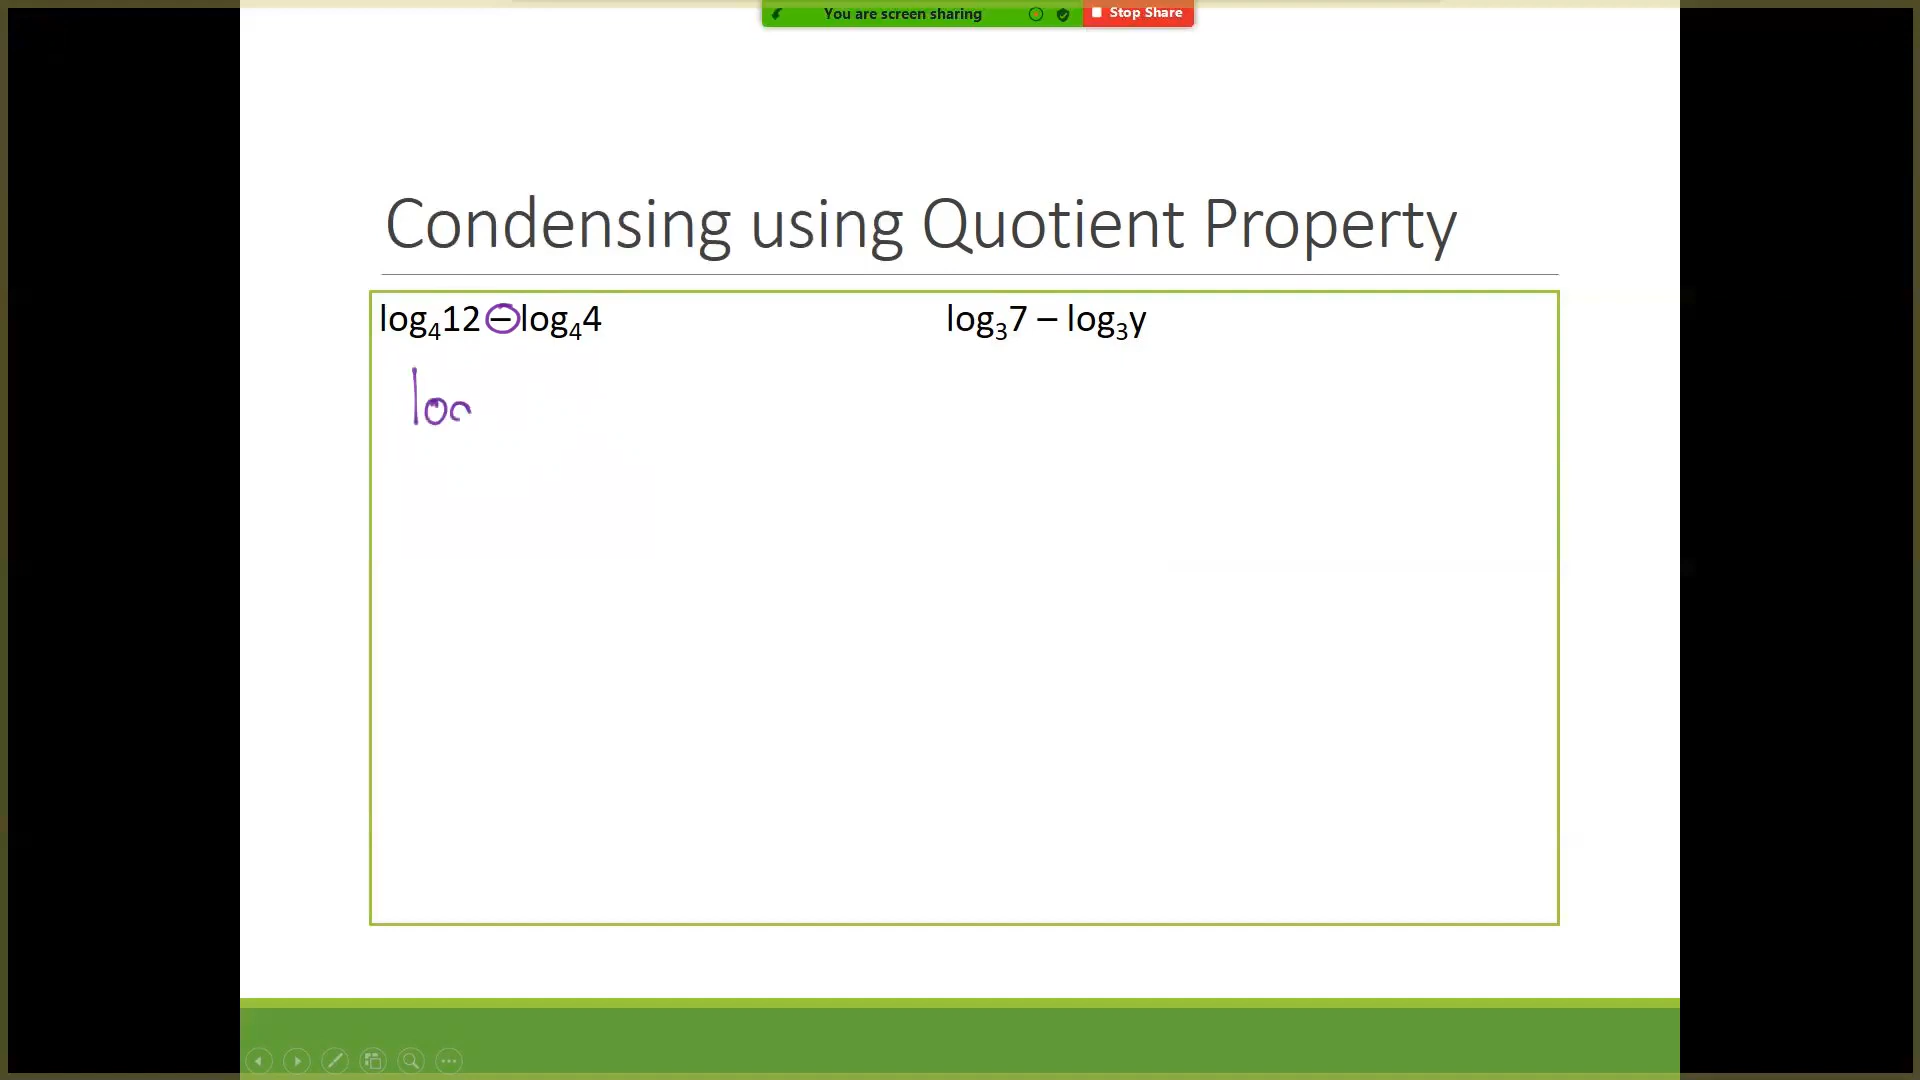 You are screen sharing Stop Share
Condensing using Quotient Property
log₄12 – log₄4 log₃7 – log₃y
loc